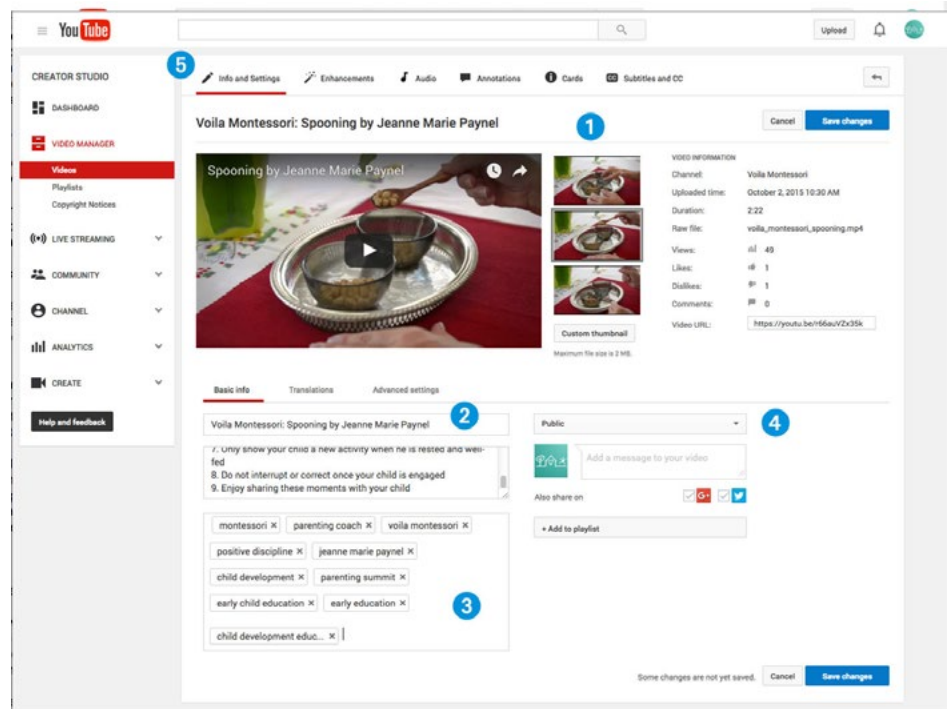 YouTube
Upload
CREATOR STUDIO
DASHBOARD
VIDEO MANAGER
Videos
Playlists
Copyright Notices
LIVE STREAMING
COMMUNITY
CHANNEL
ANALYTICS
CREATE
Help and feedback
5
Info and Settings
Enhancements
Audio
Annotations
Cards
CC Subtitles and CC
Voila Montessori: Spooning by Jeanne Marie Paynel
1
Cancel
Save changes
Spooning by Jeanne Marie Paynel
Custom thumbnail
Maximum file size is 2 MB.
VIDEO INFORMATION
Channel: Voila Montessori
Uploaded time: October 2, 2015 10:30 AM
Duration: 2:22
Raw file: voila_montessori_spooning.mp4
Views: 49
Likes: 1
Dislikes: 1
Comments: 0
Video URL: https://youtu.be/r66auVZx35k
Basic info
Translations
Advanced settings
Voila Montessori: Spooning by Jeanne Marie Paynel
2
7. Only show your child a new activity when he is rested and well-
fed
8. Do not interrupt or correct once your child is engaged
9. Enjoy sharing these moments with your child
montessori × parenting coach × voila montessori ×
positive discipline × jeanne marie paynel ×
child development × parenting summit ×
early child education × early education ×
3
child development educ... ×
Public
4
Add a message to your video
Also share on
G+
+ Add to playlist
Some changes are not yet saved.
Cancel
Save changes